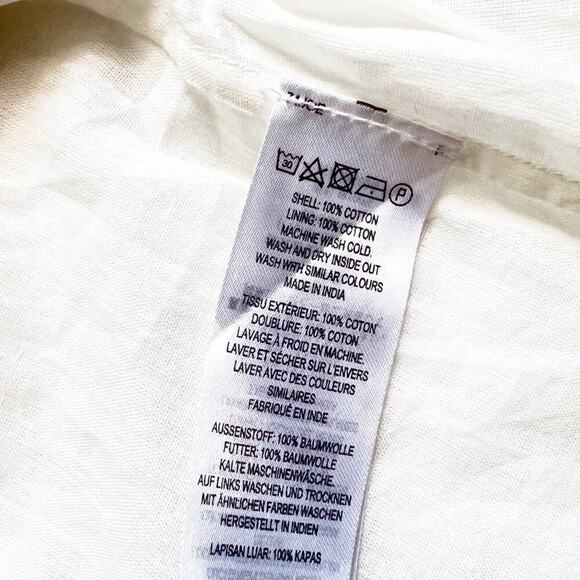 30
P
SHELL: 100% COTTON
LINING: 100% COTTON
MACHINE WASH COLD.
WASH AND DRY INSIDE OUT
WASH WITH SIMILAR COLOURS
MADE IN INDIA
TISSU EXTÉRIEUR: 100% COTON
DOUBLURE: 100% COTON
LAVAGE À FROID EN MACHINE.
LAVER ET SÉCHER SUR L'ENVERS
LAVER AVEC DES COULEURS
SIMILAIRES
FABRIQUÉ EN INDE
AUSSENSTOFF: 100% BAUMWOLLE
FUTTER: 100% BAUMWOLLE
KALTE MASCHINENWÄSCHE.
AUF LINKS WASCHEN UND TROCKNEN
MIT ÄHNLICHEN FARBEN WASCHEN
HERGESTELLT IN INDIEN
LAPISAN LUAR: 100% KAPAS